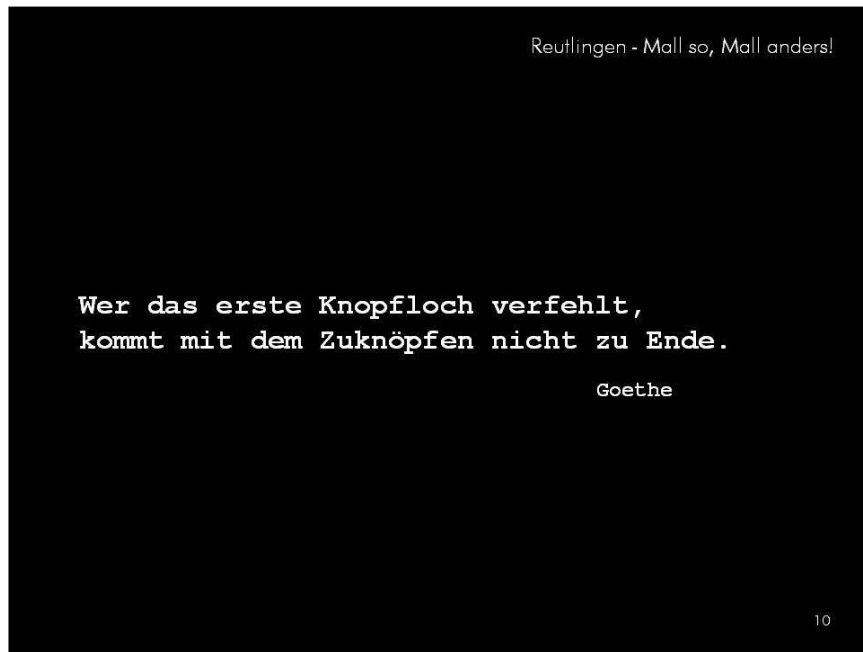 Reutlingen - Mall so, Mall anders!
Wer das erste Knopfloch verfehlt,
kommt mit dem Zuknöpfen nicht zu Ende.
Goethe
10